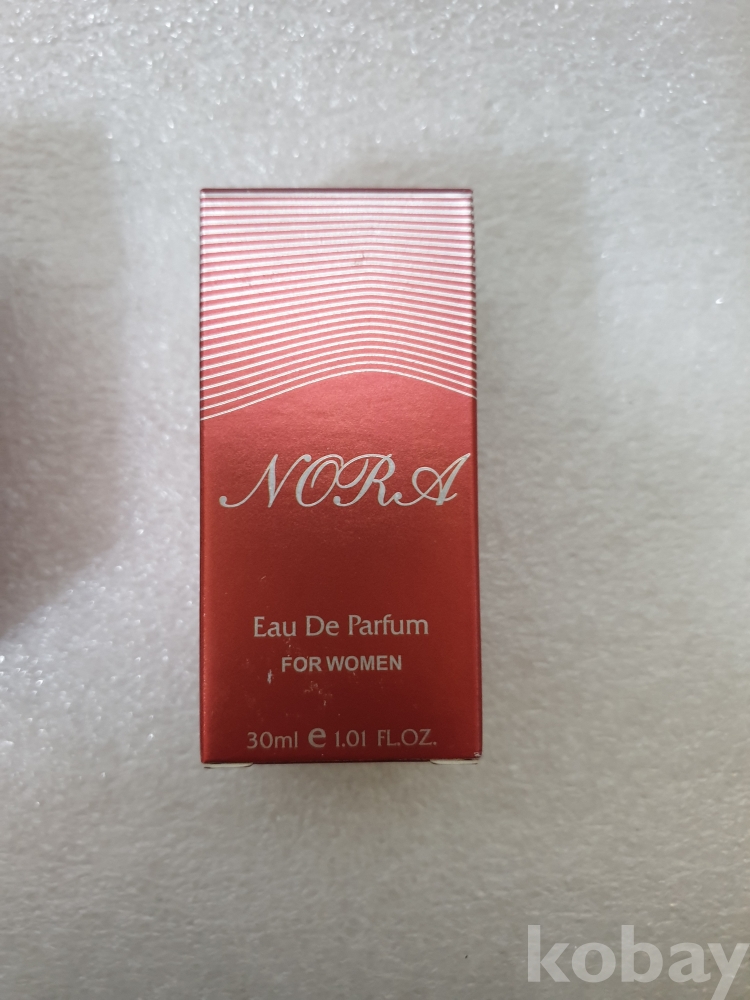 NORA
Eau De Parfum
FOR WOMEN
30ml e 1.01 FL.OZ.
kobay